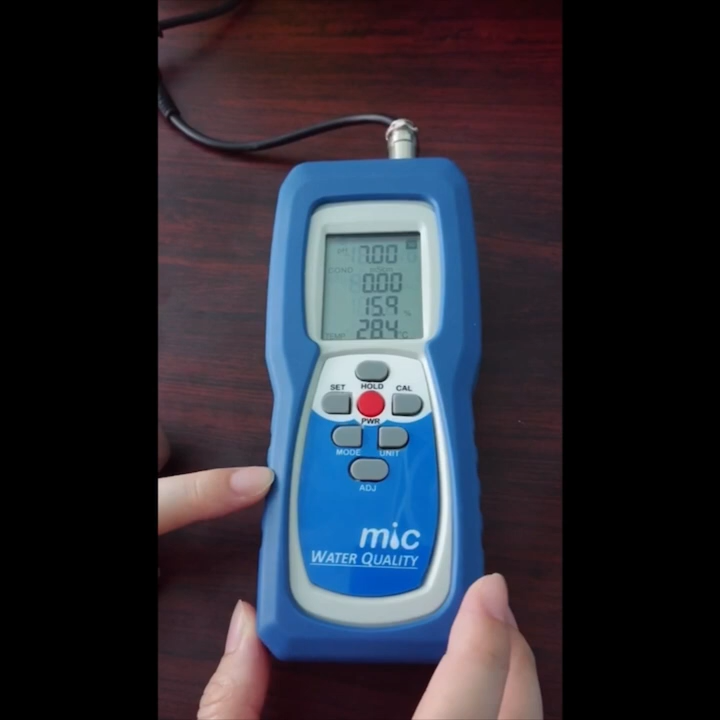 pH 7.00
COND
0.00
15.9 %
TEMP 28.4 °C
HOLD
SET CAL
PWR
MODE UNIT
ADJ
mic
WATER QUALITY